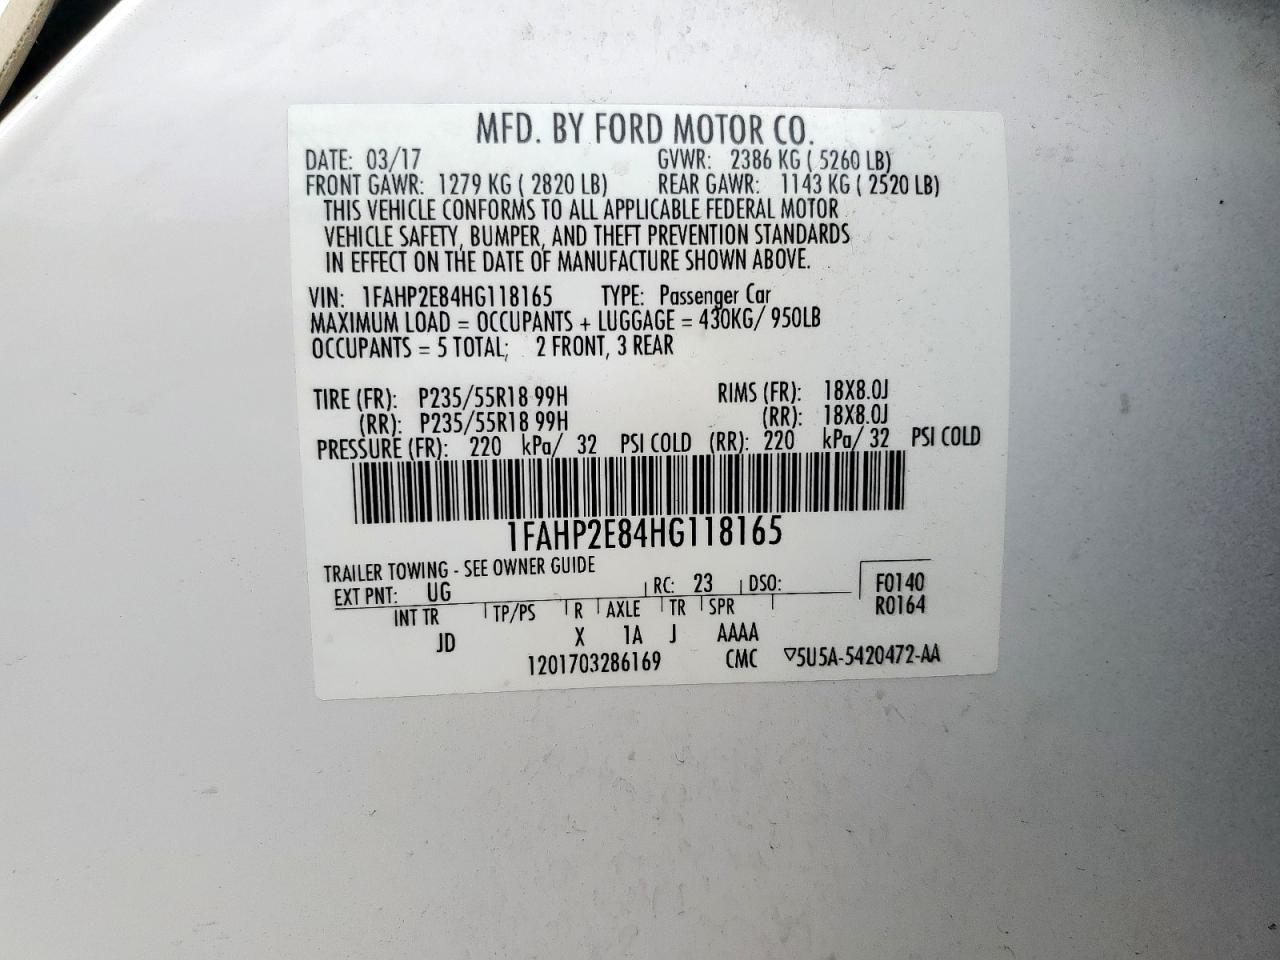 MFD. BY FORD MOTOR CO.
DATE: 03/17 GVWR: 2386 KG ( 5260 LB)
FRONT GAWR: 1279 KG ( 2820 LB) REAR GAWR: 1143 KG ( 2520 LB)
THIS VEHICLE CONFORMS TO ALL APPLICABLE FEDERAL MOTOR
VEHICLE SAFETY, BUMPER, AND THEFT PREVENTION STANDARDS
IN EFFECT ON THE DATE OF MANUFACTURE SHOWN ABOVE.
VIN: 1FAHP2E84HG118165 TYPE: Passenger Car
MAXIMUM LOAD = OCCUPANTS + LUGGAGE = 430KG/ 950LB
OCCUPANTS = 5 TOTAL; 2 FRONT, 3 REAR
TIRE (FR): P235/55R18 99H RIMS (FR): 18X8.0J
(RR): P235/55R18 99H (RR): 18X8.0J
PRESSURE (FR): 220 kPa/ 32 PSI COLD (RR): 220 kPa/ 32 PSI COLD
1FAHP2E84HG118165
TRAILER TOWING - SEE OWNER GUIDE
EXT PNT: UG RC: 23 DSO: F0140
INT TR TP/PS R AXLE TR SPR R0164
JD X 1A J AAAA
1201703286169 CMC ▽5U5A-5420472-AA